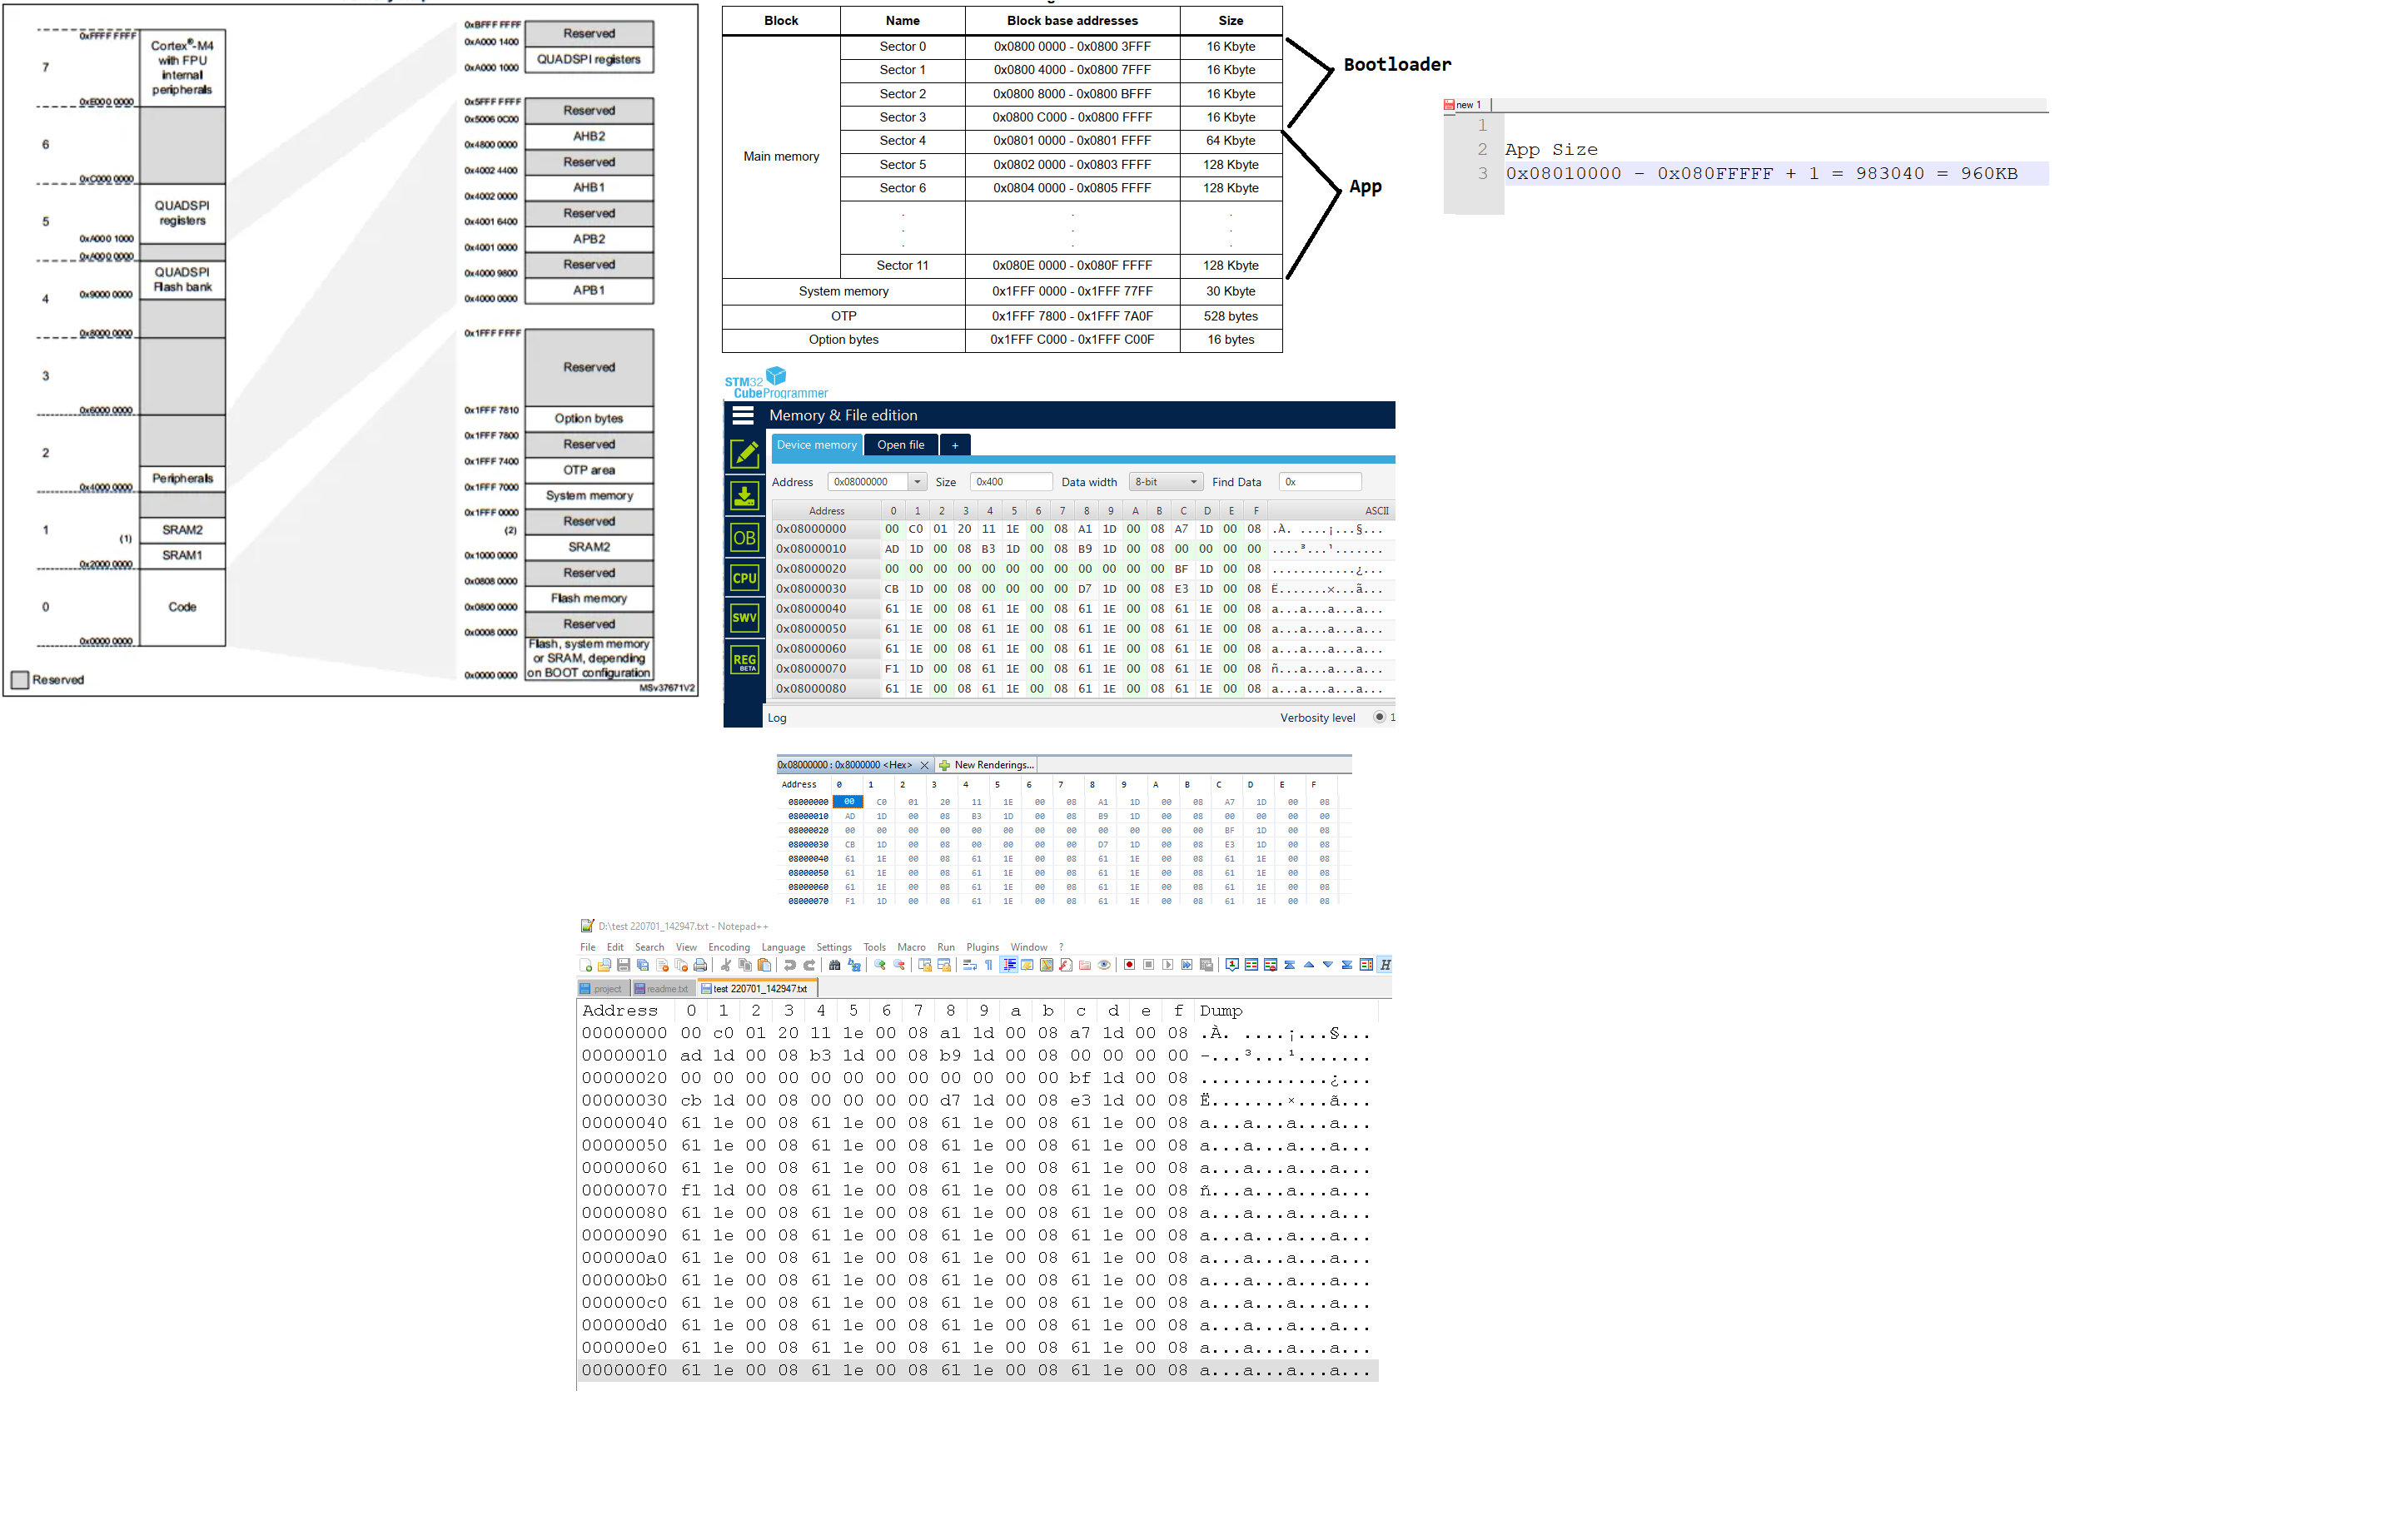 0xFFFF FFFF
7
Cortex®-M4
with FPU
internal
peripherals
0xE000 0000
6
0xC000 0000
QUADSPI
registers
5
0xA000 1000
0xA000 0000
QUADSPI
Flash bank
4
0x9000 0000
0x8000 0000
3
0x6000 0000
2
Peripherals
0x4000 0000
1
SRAM2
(1)
SRAM1
0x2000 0000
0
Code
0x0000 0000
Reserved
0xBFFF FFFF
Reserved
0xA000 1400
QUADSPI registers
0xA000 1000
0x5FFF FFFF
Reserved
0x5006 0C00
AHB2
0x4800 0000
Reserved
0x4002 4400
AHB1
0x4002 0000
Reserved
0x4001 6400
APB2
0x4001 0000
Reserved
0x4000 9800
APB1
0x4000 0000
0x1FFF FFFF
Reserved
0x1FFF 7810
Option bytes
0x1FFF 7800
Reserved
0x1FFF 7400
OTP area
0x1FFF 7000
System memory
0x1FFF 0000
Reserved
(2)
SRAM2
0x1000 0000
Reserved
0x0808 0000
Flash memory
0x0800 0000
Reserved
0x0008 0000
Flash, system memory
or SRAM, depending
on BOOT configuration
0x0000 0000
MSv37671V2
Block Name Block base addresses Size
Main memory
Sector 0 0x0800 0000 - 0x0800 3FFF 16 Kbyte
Sector 1 0x0800 4000 - 0x0800 7FFF 16 Kbyte
Sector 2 0x0800 8000 - 0x0800 BFFF 16 Kbyte
Sector 3 0x0800 C000 - 0x0800 FFFF 16 Kbyte
Sector 4 0x0801 0000 - 0x0801 FFFF 64 Kbyte
Sector 5 0x0802 0000 - 0x0803 FFFF 128 Kbyte
Sector 6 0x0804 0000 - 0x0805 FFFF 128 Kbyte
. . .
. . .
. . .
Sector 11 0x080E 0000 - 0x080F FFFF 128 Kbyte
System memory 0x1FFF 0000 - 0x1FFF 77FF 30 Kbyte
OTP 0x1FFF 7800 - 0x1FFF 7A0F 528 bytes
Option bytes 0x1FFF C000 - 0x1FFF C00F 16 bytes
Bootloader
App
new 1
1
2 App Size
3 0x08010000 - 0x080FFFFF + 1 = 983040 = 960KB
STM32
CubeProgrammer
Memory & File edition
Device memory Open file +
Address 0x08000000 Size 0x400 Data width 8-bit Find Data 0x
Address 0 1 2 3 4 5 6 7 8 9 A B C D E F ASCII
0x08000000 00 C0 01 20 11 1E 00 08 A1 1D 00 08 A7 1D 00 08 .À. ....¡...§...
0x08000010 AD 1D 00 08 B3 1D 00 08 B9 1D 00 08 00 00 00 00 ....³...¹.......
0x08000020 00 00 00 00 00 00 00 00 00 00 00 00 BF 1D 00 08 ............¿...
0x08000030 CB 1D 00 08 00 00 00 00 D7 1D 00 08 E3 1D 00 08 Ë.......×...ã...
0x08000040 61 1E 00 08 61 1E 00 08 61 1E 00 08 61 1E 00 08 a...a...a...a...
0x08000050 61 1E 00 08 61 1E 00 08 61 1E 00 08 61 1E 00 08 a...a...a...a...
0x08000060 61 1E 00 08 61 1E 00 08 61 1E 00 08 61 1E 00 08 a...a...a...a...
0x08000070 F1 1D 00 08 61 1E 00 08 61 1E 00 08 61 1E 00 08 ñ...a...a...a...
0x08000080 61 1E 00 08 61 1E 00 08 61 1E 00 08 61 1E 00 08 a...a...a...a...
OB
CPU
SWV
REG
BETA
Log Verbosity level 1
0x08000000 : 0x8000000 <Hex> New Renderings...
Address 0 1 2 3 4 5 6 7 8 9 A B C D E F
08000000 00 C0 01 20 11 1E 00 08 A1 1D 00 08 A7 1D 00 08
08000010 AD 1D 00 08 B3 1D 00 08 B9 1D 00 08 00 00 00 00
08000020 00 00 00 00 00 00 00 00 00 00 00 00 BF 1D 00 08
08000030 CB 1D 00 08 00 00 00 00 D7 1D 00 08 E3 1D 00 08
08000040 61 1E 00 08 61 1E 00 08 61 1E 00 08 61 1E 00 08
08000050 61 1E 00 08 61 1E 00 08 61 1E 00 08 61 1E 00 08
08000060 61 1E 00 08 61 1E 00 08 61 1E 00 08 61 1E 00 08
08000070 F1 1D 00 08 61 1E 00 08 61 1E 00 08 61 1E 00 08
D:\test 220701_142947.txt - Notepad++
File Edit Search View Encoding Language Settings Tools Macro Run Plugins Window ?
project readme.txt test 220701_142947.txt
Address 0 1 2 3 4 5 6 7 8 9 a b c d e f Dump
00000000 00 c0 01 20 11 1e 00 08 a1 1d 00 08 a7 1d 00 08 .À. ....¡...§...
00000010 ad 1d 00 08 b3 1d 00 08 b9 1d 00 08 00 00 00 00 -...³...¹.......
00000020 00 00 00 00 00 00 00 00 00 00 00 00 bf 1d 00 08 ............¿...
00000030 cb 1d 00 08 00 00 00 00 d7 1d 00 08 e3 1d 00 08 Ë.......×...ã...
00000040 61 1e 00 08 61 1e 00 08 61 1e 00 08 61 1e 00 08 a...a...a...a...
00000050 61 1e 00 08 61 1e 00 08 61 1e 00 08 61 1e 00 08 a...a...a...a...
00000060 61 1e 00 08 61 1e 00 08 61 1e 00 08 61 1e 00 08 a...a...a...a...
00000070 f1 1d 00 08 61 1e 00 08 61 1e 00 08 61 1e 00 08 ñ...a...a...a...
00000080 61 1e 00 08 61 1e 00 08 61 1e 00 08 61 1e 00 08 a...a...a...a...
00000090 61 1e 00 08 61 1e 00 08 61 1e 00 08 61 1e 00 08 a...a...a...a...
000000a0 61 1e 00 08 61 1e 00 08 61 1e 00 08 61 1e 00 08 a...a...a...a...
000000b0 61 1e 00 08 61 1e 00 08 61 1e 00 08 61 1e 00 08 a...a...a...a...
000000c0 61 1e 00 08 61 1e 00 08 61 1e 00 08 61 1e 00 08 a...a...a...a...
000000d0 61 1e 00 08 61 1e 00 08 61 1e 00 08 61 1e 00 08 a...a...a...a...
000000e0 61 1e 00 08 61 1e 00 08 61 1e 00 08 61 1e 00 08 a...a...a...a...
000000f0 61 1e 00 08 61 1e 00 08 61 1e 00 08 61 1e 00 08 a...a...a...a...